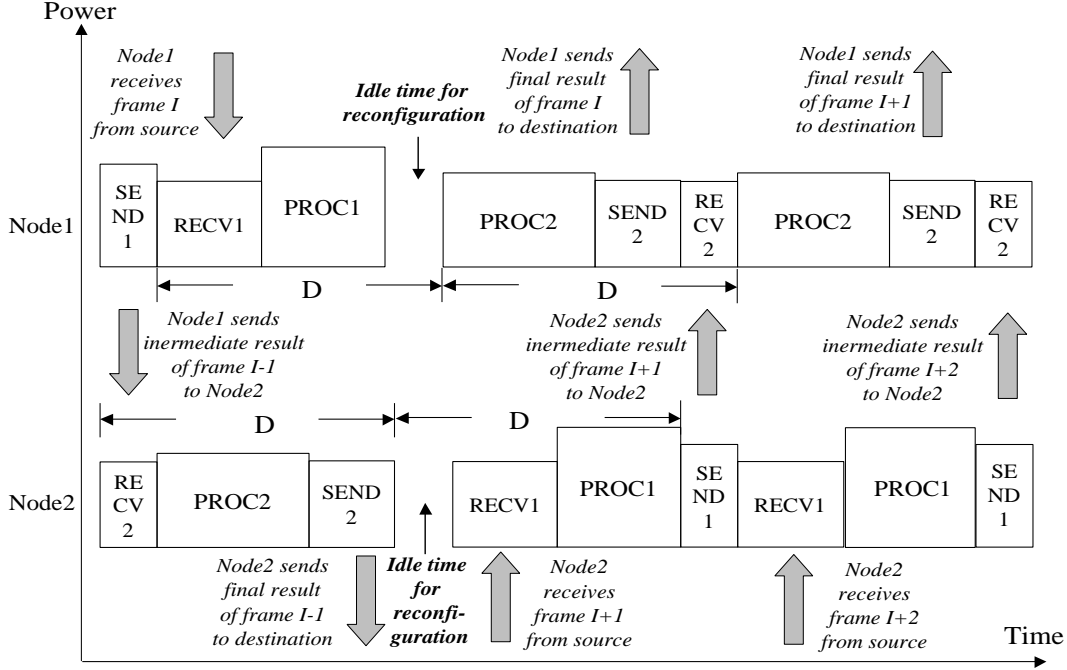 Power
Node1
receives
frame I
from source
Idle time for
reconfiguration
Node1 sends
final result
of frame I
to destination
Node1 sends
final result
of frame I+1
to destination
Node1
SE
ND
1
RECV1
PROC1
PROC2
SEND
2
RE
CV
2
PROC2
SEND
2
RE
CV
2
D
D
Node1 sends
inermediate result
of frame I-1
to Node2
Node2 sends
inermediate result
of frame I+1
to Node2
Node2 sends
inermediate result
of frame I+2
to Node2
D
D
Node2
RE
CV
2
PROC2
SEND
2
RECV1
PROC1
SE
ND
1
RECV1
PROC1
SE
ND
1
Node2 sends
final result
of frame I-1
to destination
Idle time
for
reconfi-
guration
Node2
receives
frame I+1
from source
Node2
receives
frame I+2
from source
Time